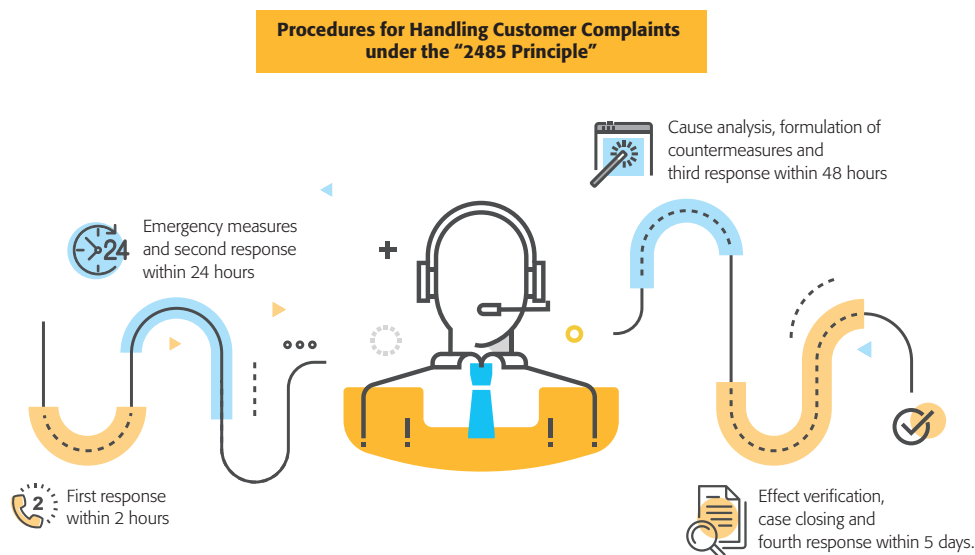 Procedures for Handling Customer Complaints
under the “2485 Principle”
Cause analysis, formulation of
countermeasures and
third response within 48 hours
24
Emergency measures
and second response
within 24 hours
2
First response
within 2 hours
Effect verification,
case closing and
fourth response within 5 days.